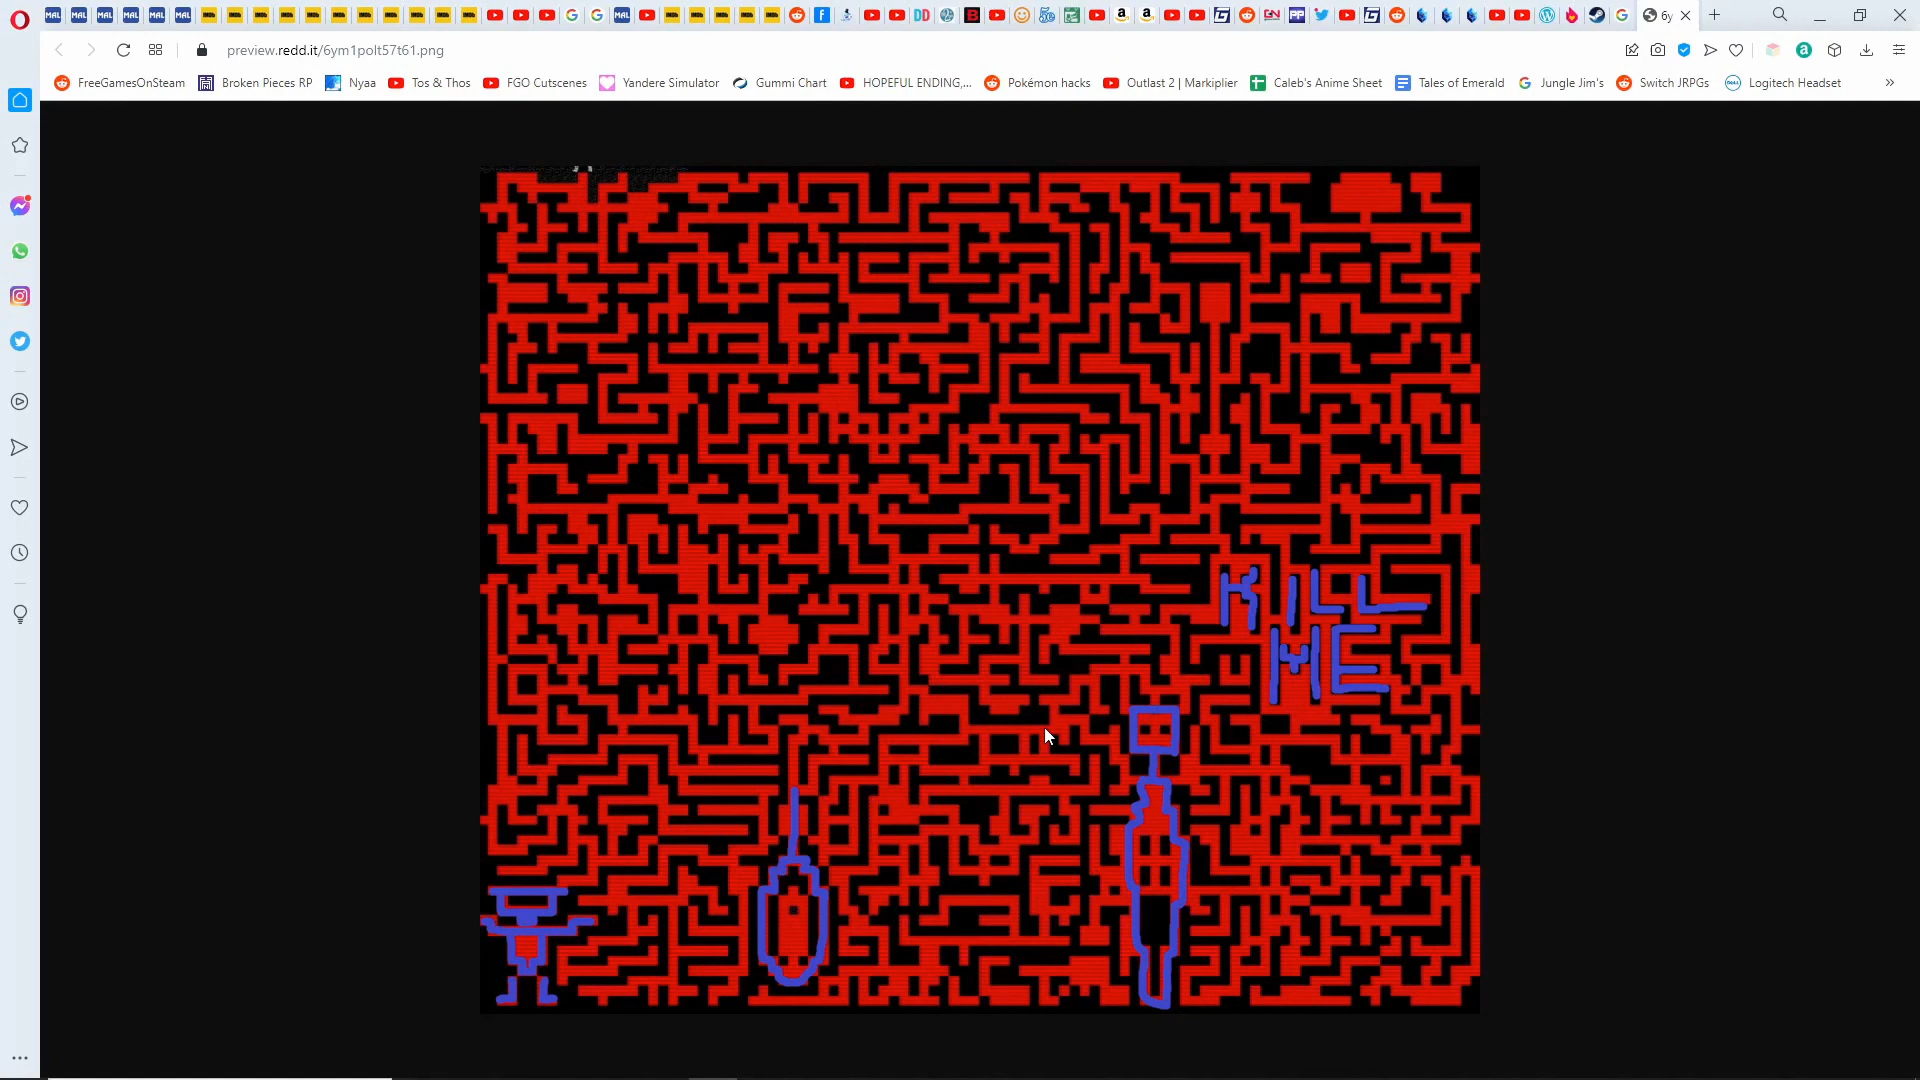 6y
preview.redd.it/6ym1polt57t61.png
FreeGamesOnSteam Broken Pieces RP Nyaa Tos & Thos FGO Cutscenes Yandere Simulator Gummi Chart HOPEFUL ENDING,... Pokémon hacks Outlast 2 | Markiplier Caleb's Anime Sheet Tales of Emerald Jungle Jim's Switch JRPGs Logitech Headset
KILL
ME